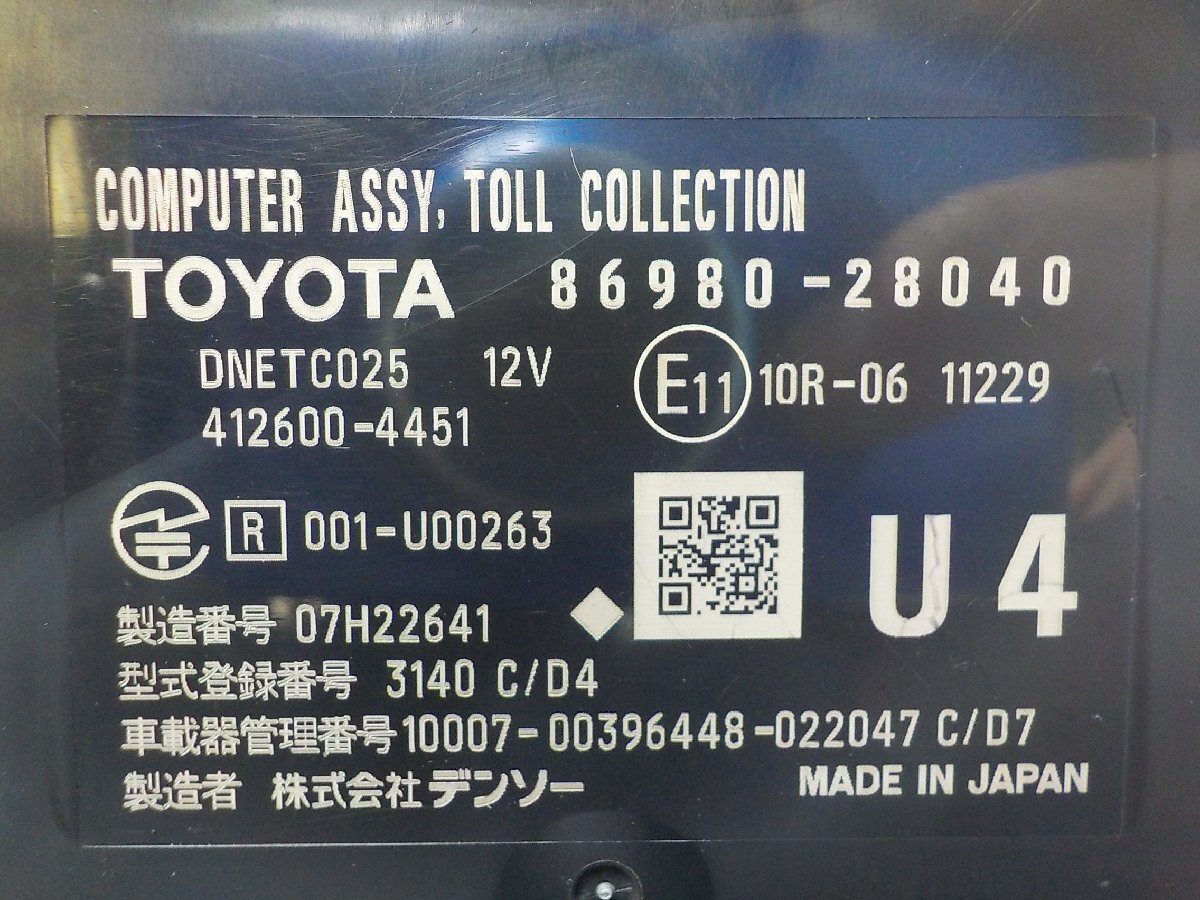 COMPUTER ASSY, TOLL COLLECTION
TOYOTA 86980-28040
DNETC025 12V
E11 10R-06 11229
412600-4451
R 001-U00263
U4
製造番号 07H22641
型式登録番号 3140 C/D4
車載器管理番号 10007-00396448-022047 C/D7
製造者 株式会社 デンソー
MADE IN JAPAN